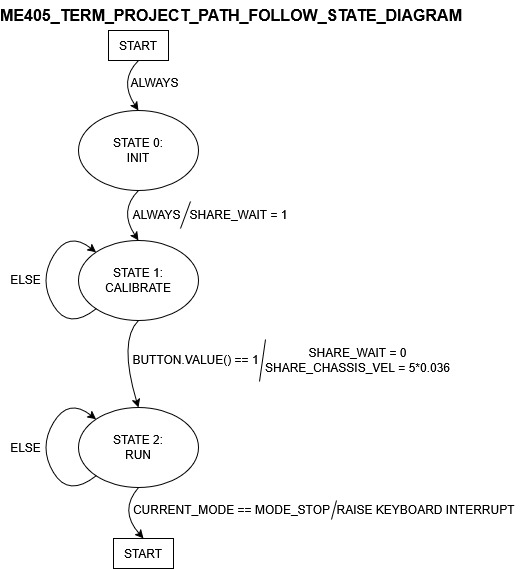 ME405_TERM_PROJECT_PATH_FOLLOW_STATE_DIAGRAM
START
ALWAYS
STATE 0:
INIT
ALWAYS/SHARE_WAIT = 1
ELSE
STATE 1:
CALIBRATE
BUTTON.VALUE() == 1/
SHARE_WAIT = 0
SHARE_CHASSIS_VEL = 5*0.036
ELSE
STATE 2:
RUN
CURRENT_MODE == MODE_STOP/RAISE KEYBOARD INTERRUPT
START